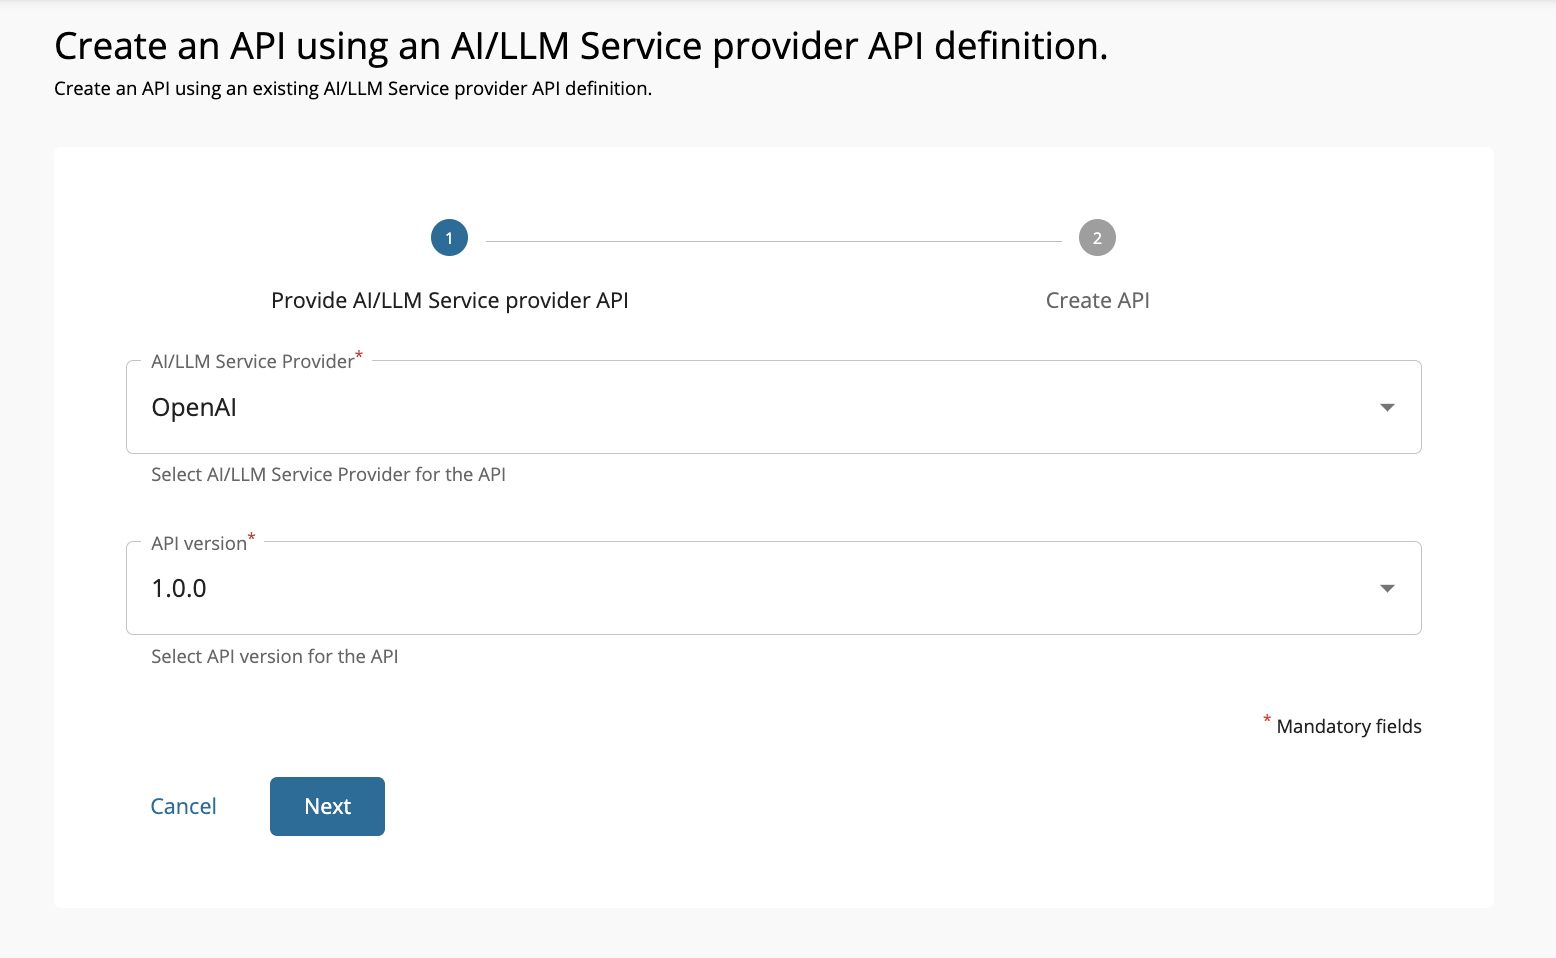 Create an API using an AI/LLM Service provider API definition.
Create an API using an existing AI/LLM Service provider API definition.
1
2
Provide AI/LLM Service provider API
Create API
AI/LLM Service Provider*
OpenAI
Select AI/LLM Service Provider for the API
API version*
1.0.0
Select API version for the API
* Mandatory fields
Cancel
Next